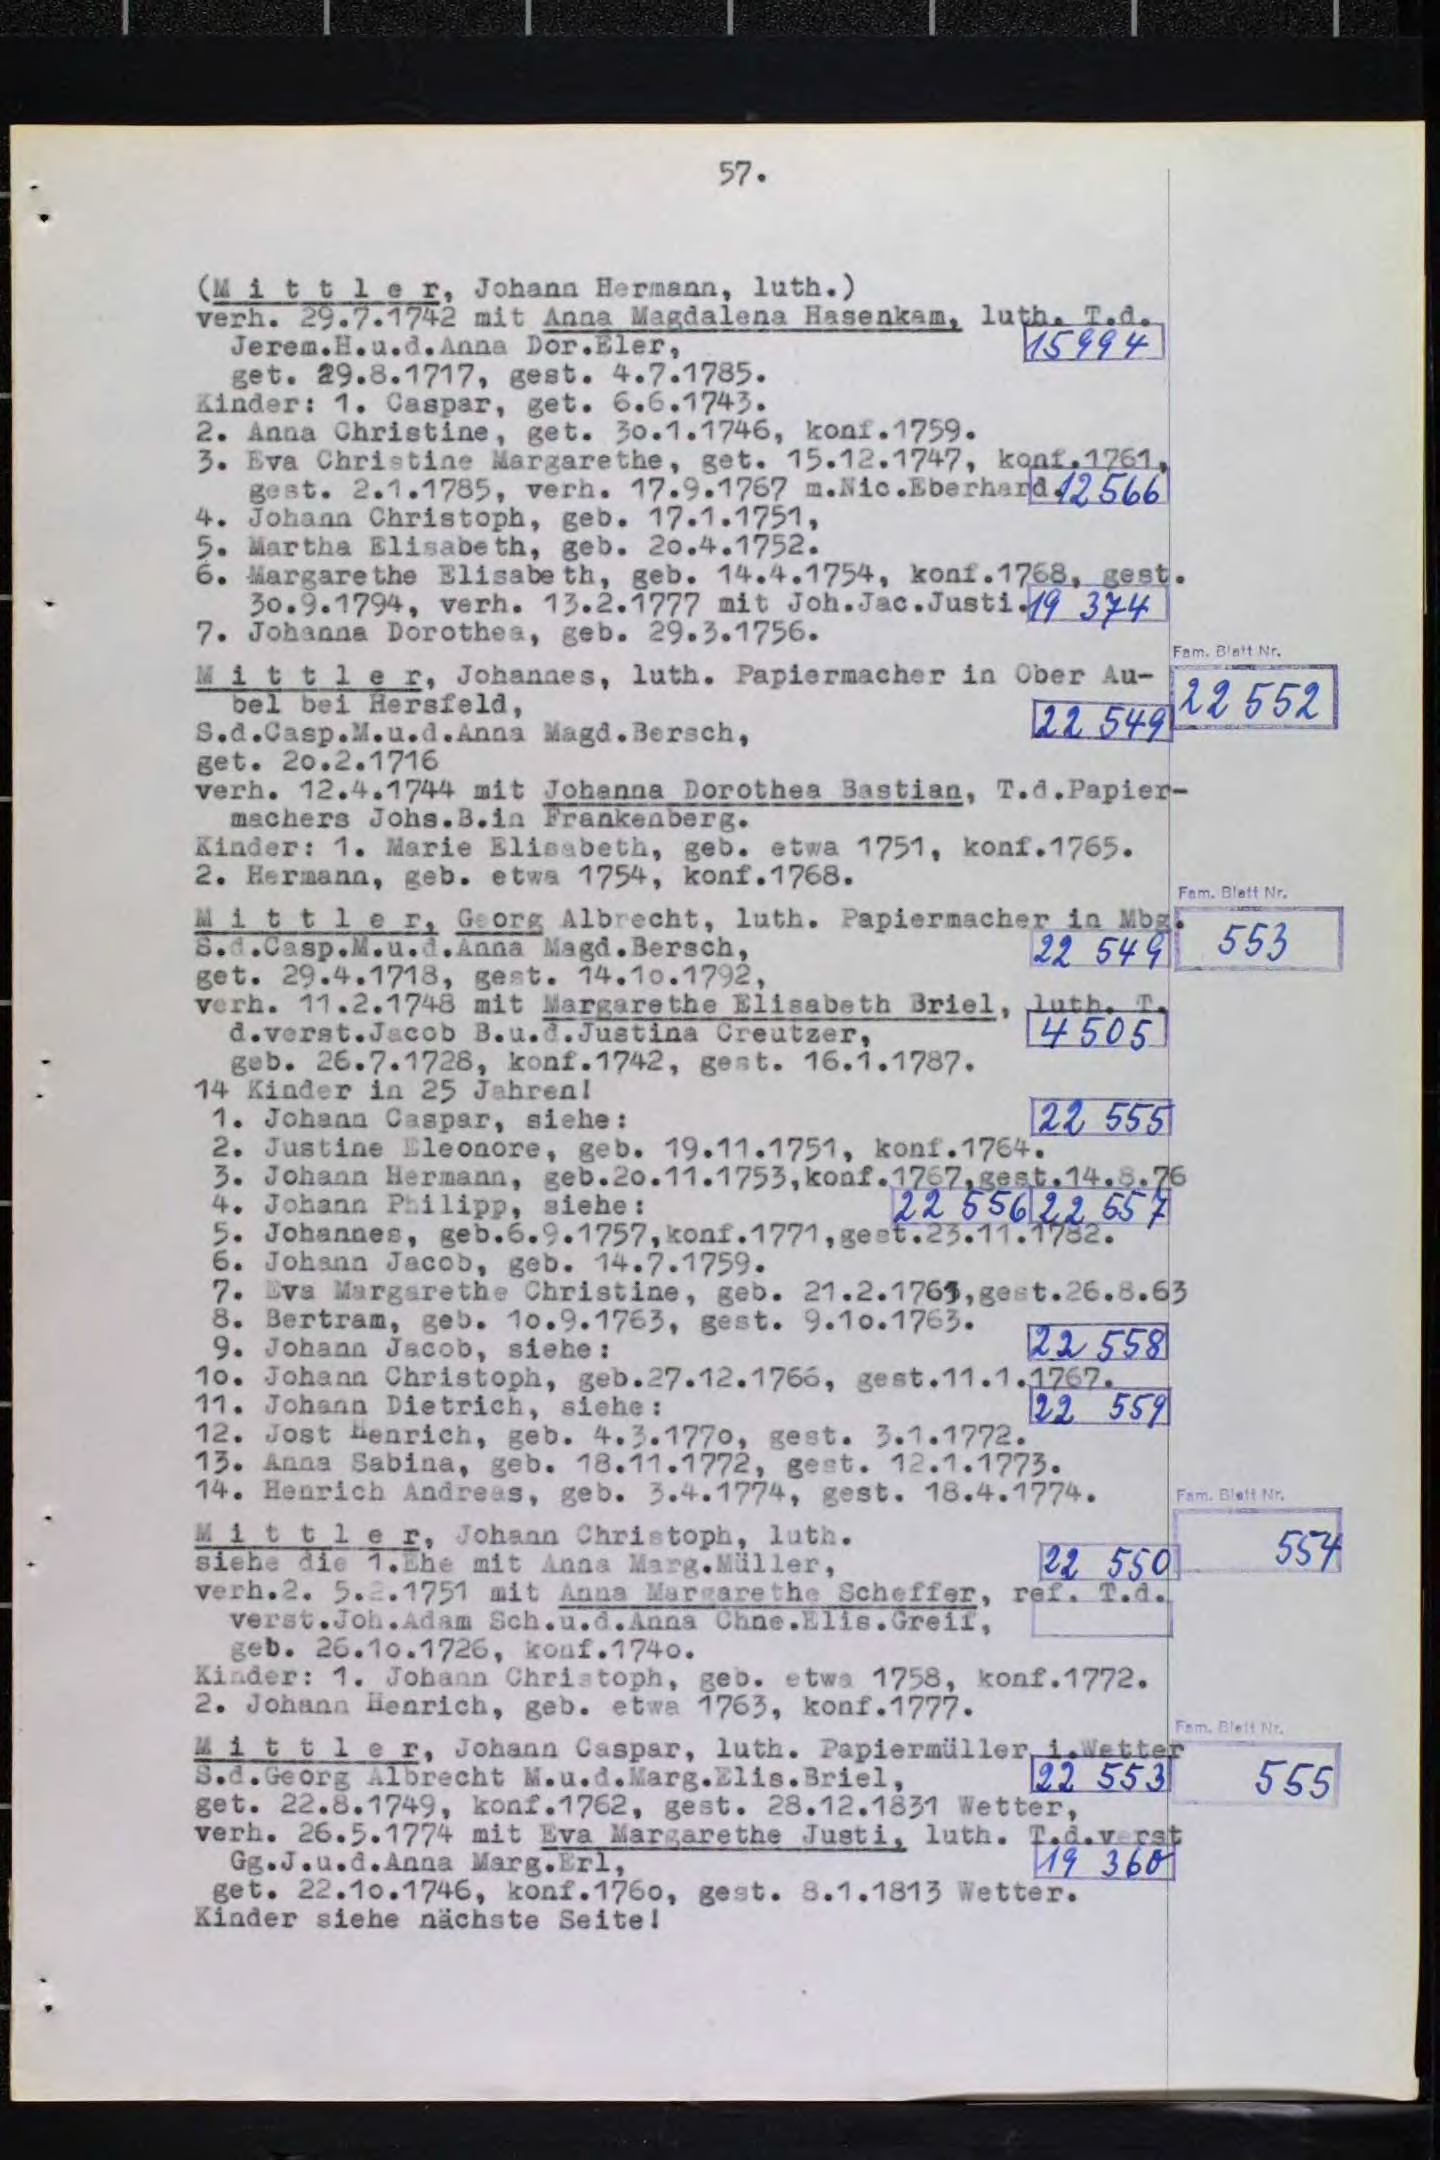 57.
(M i t t l e r, Johann Hermann, luth.)
verh. 29.7.1742 mit Anna Magdalena Hasenkam, luth. T.d.
Jerem.H.u.d.Anna Dor.Eler, 15994
get. 29.8.1717, gest. 4.7.1785.
Kinder: 1. Caspar, get. 6.6.1743.
2. Anna Christine, get. 30.1.1746, konf.1759.
3. Eva Christine Margarethe, get. 15.12.1747, konf.1761,
gest. 2.1.1785, verh. 17.9.1767 m.Nic.Eberhard. 12 566
4. Johann Christoph, geb. 17.1.1751,
5. Martha Elisabeth, geb. 20.4.1752.
6. Margarethe Elisabeth, geb. 14.4.1754, konf.1768, gest.
30.9.1794, verh. 13.2.1777 mit Joh.Jac.Justi. 19 374
7. Johanna Dorothea, geb. 29.3.1756.
Fam. Blatt Nr.
M i t t l e r, Johannes, luth. Papiermacher in Ober Au- 22 552
bel bei Hersfeld, 22 549
S.d.Casp.M.u.d.Anna Magd.Bersch,
get. 20.2.1716
verh. 12.4.1744 mit Johanna Dorothea Bastian, T.d.Papier-
machers Johs.B.in Frankenberg.
Kinder: 1. Marie Elisabeth, geb. etwa 1751, konf.1765.
2. Hermann, geb. etwa 1754, konf.1768.
Fam. Blatt Nr.
M i t t l e r, Georg Albrecht, luth. Papiermacher in Mbg. 553
S.d.Casp.M.u.d.Anna Magd.Bersch, 22 549
get. 29.4.1718, gest. 14.10.1792,
verh. 11.2.1748 mit Margarethe Elisabeth Briel, luth. T.
d.verst.Jacob B.u.d.Justina Creutzer, 4 505
geb. 26.7.1728, konf.1742, gest. 16.1.1787.
14 Kinder in 25 Jahren!
1. Johann Caspar, siehe: 22 555
2. Justine Eleonore, geb. 19.11.1751, konf.1764.
3. Johann Hermann, geb.20.11.1753,konf.1767,gest.14.8.76
4. Johann Philipp, siehe: 22 556 22 557
5. Johannes, geb.6.9.1757,konf.1771,gest.23.11.1782.
6. Johann Jacob, geb. 14.7.1759.
7. Eva Margarethe Christine, geb. 21.2.1761,gest.26.8.63
8. Bertram, geb. 10.9.1763, gest. 9.10.1763.
9. Johann Jacob, siehe: 22 558
10. Johann Christoph, geb.27.12.1766, gest.11.1.1767.
11. Johann Dietrich, siehe: 22 559
12. Jost Henrich, geb. 4.3.1770, gest. 3.1.1772.
13. Anna Sabina, geb. 18.11.1772, gest. 12.1.1773.
14. Henrich Andreas, geb. 3.4.1774, gest. 18.4.1774.
Fam. Blatt Nr.
M i t t l e r, Johann Christoph, luth. 554
siehe die 1.Ehe mit Anna Marg.Müller, 22 550
verh.2. 5.2.1751 mit Anna Margarethe Scheffer, ref. T.d.
verst.Joh.Adam Sch.u.d.Anna Chne.Elis.Greif,
geb. 26.10.1726, konf.1740.
Kinder: 1. Johann Christoph, geb. etwa 1758, konf.1772.
2. Johann Henrich, geb. etwa 1763, konf.1777.
Fam. Blatt Nr.
M i t t l e r, Johann Caspar, luth. Papiermüller i.Wetter
S.d.Georg Albrecht M.u.d.Marg.Elis.Briel, 22 553 555
get. 22.8.1749, konf.1762, gest. 28.12.1831 Wetter,
verh. 26.5.1774 mit Eva Margarethe Justi, luth. T.d.verst
Gg.J.u.d.Anna Marg.Erl, 19 360
get. 22.10.1746, konf.1760, gest. 8.1.1813 Wetter.
Kinder siehe nächste Seite!